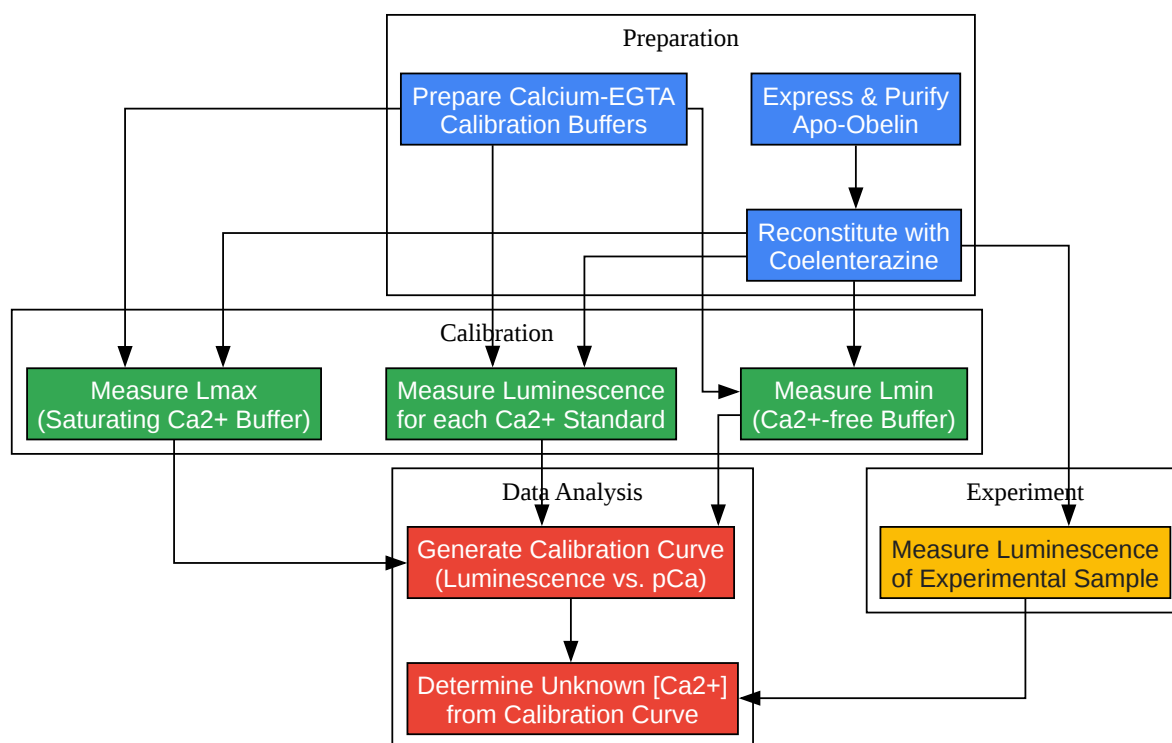 Preparation
Prepare Calcium-EGTA
Calibration Buffers
Express & Purify
Apo-Obelin
Reconstitute with
Coelenterazine
Calibration
Measure Lmax
(Saturating Ca2+ Buffer)
Measure Luminescence
for each Ca2+ Standard
Measure Lmin
(Ca2+-free Buffer)
Data Analysis
Generate Calibration Curve
(Luminescence vs. pCa)
Determine Unknown [Ca2+]
from Calibration Curve
Experiment
Measure Luminescence
of Experimental Sample